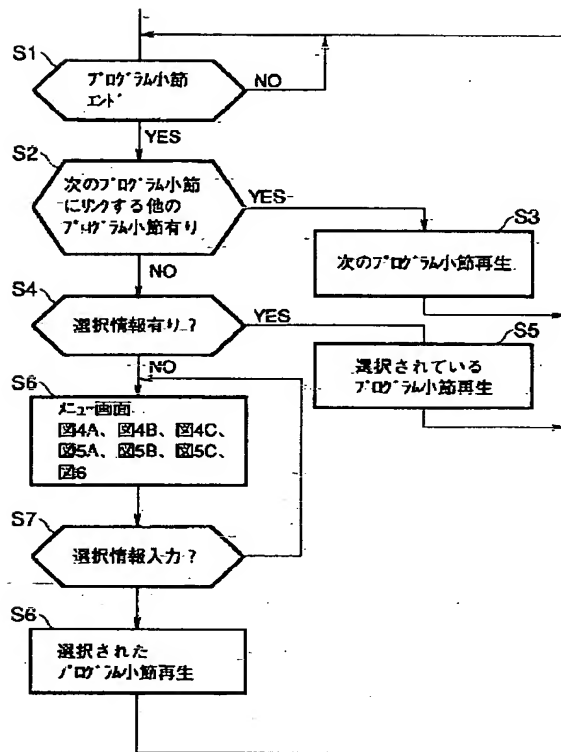 S1
プログラム小節
エンド
NO
YES
S2
次のプログラム小節
にリンクする他の
プログラム小節有り
YES
S3
次のプログラム小節再生
NO
S4
選択情報有り?
YES
S5
選択されている
プログラム小節再生
NO
S6
メニュー画面
図4A、図4B、図4C、
図5A、図5B、図5C、
図6
S7
選択情報入力?
S6
選択された
プログラム小節再生